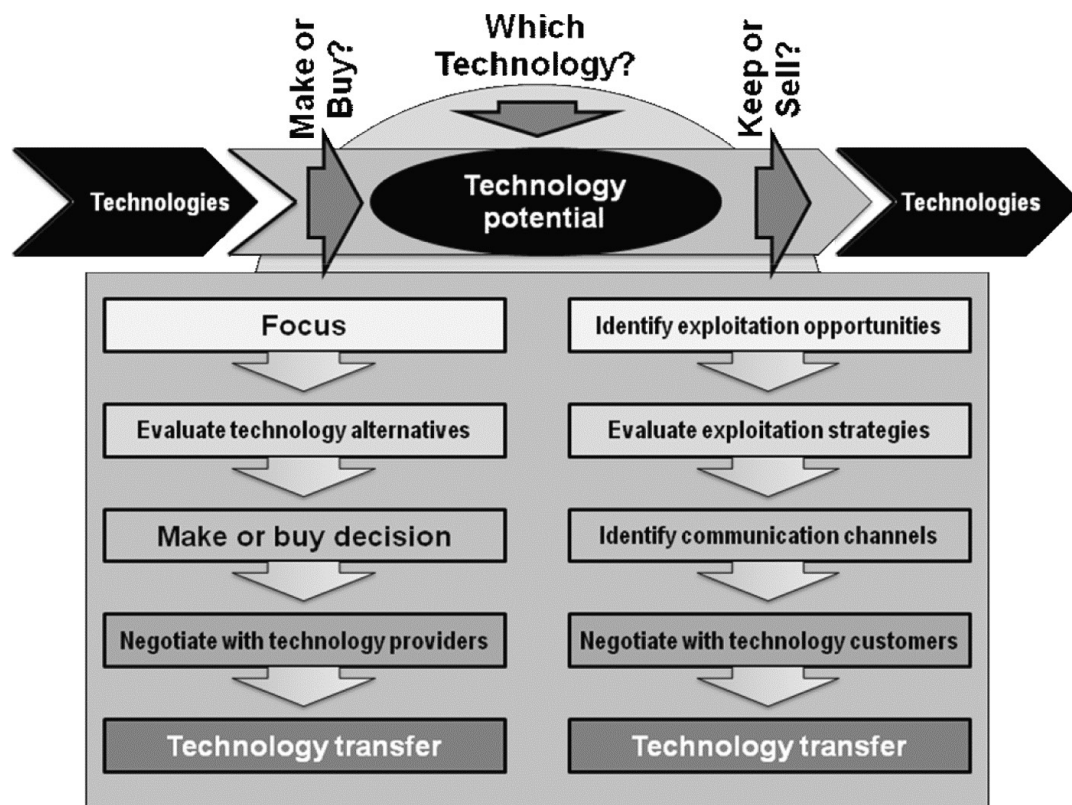 Make or
Buy?
Which
Technology?
Keep or
Sell?
Technologies
Technology
potential
Technologies
Focus
Evaluate technology alternatives
Make or buy decision
Negotiate with technology providers
Technology transfer
Identify exploitation opportunities
Evaluate exploitation strategies
Identify communication channels
Negotiate with technology customers
Technology transfer